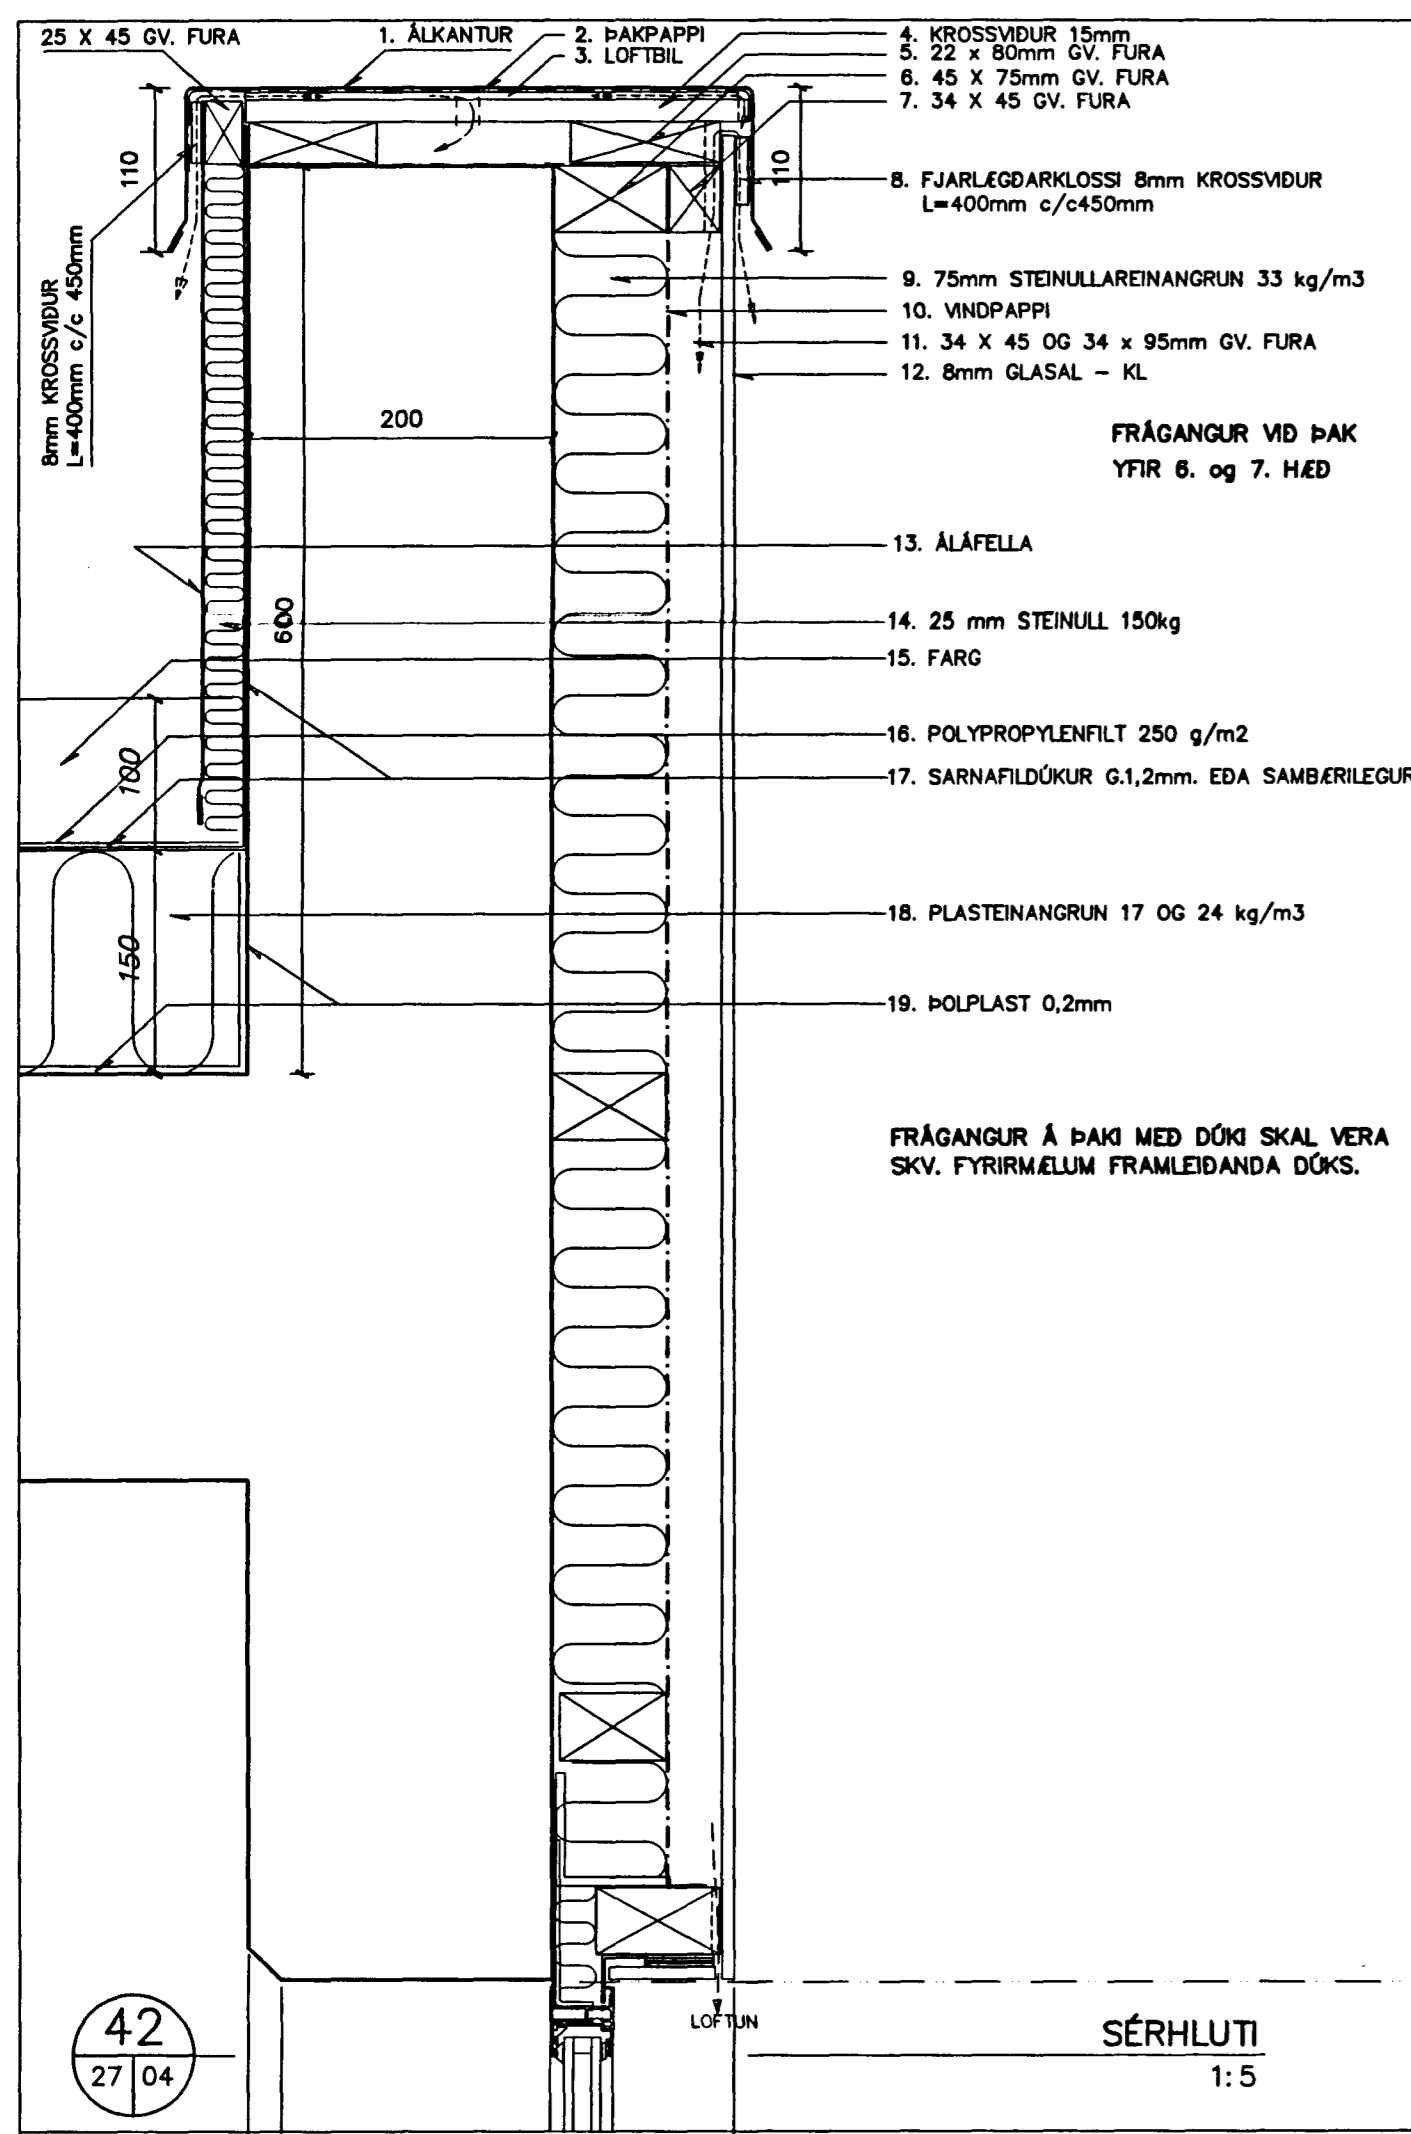 25 X 45 GV. FURA
1. ÁLKANTUR
2. ÞAKPAPPI
3. LOFTBIL
4. KROSSVIÐUR 15mm
5. 22 x 80mm GV. FURA
6. 45 X 75mm GV. FURA
7. 34 X 45 GV. FURA
110
110
8. FJARLÆGÐARKLOSSI 8mm KROSSVIÐUR
L=400mm c/c450mm
8mm KROSSVIÐUR
L=400mm c/c 450mm
9. 75mm STEINULLAREINANGRUN 33 kg/m3
10. VINDPAPPI
11. 34 X 45 OG 34 x 95mm GV. FURA
12. 8mm GLASAL - KL
200
FRÁGANGUR VIÐ ÞAK
YFIR 6. og 7. HÆÐ
13. ÁLÁFELLA
600
14. 25 mm STEINULL 150kg
15. FARG
100
16. POLYPROPYLENFILT 250 g/m2
17. SARNAFILDÚKUR G.1,2mm. EÐA SAMBÆRILEGUR
150
18. PLASTEINANGRUN 17 OG 24 kg/m3
19. ÞOLPLAST 0,2mm
FRÁGANGUR Á ÞAKI MEÐ DÚKI SKAL VERA
SKV. FYRIRMÆLUM FRAMLEIÐANDA DÚKS.
LOFTUN
42
27 04
SÉRHLUTI
1:5